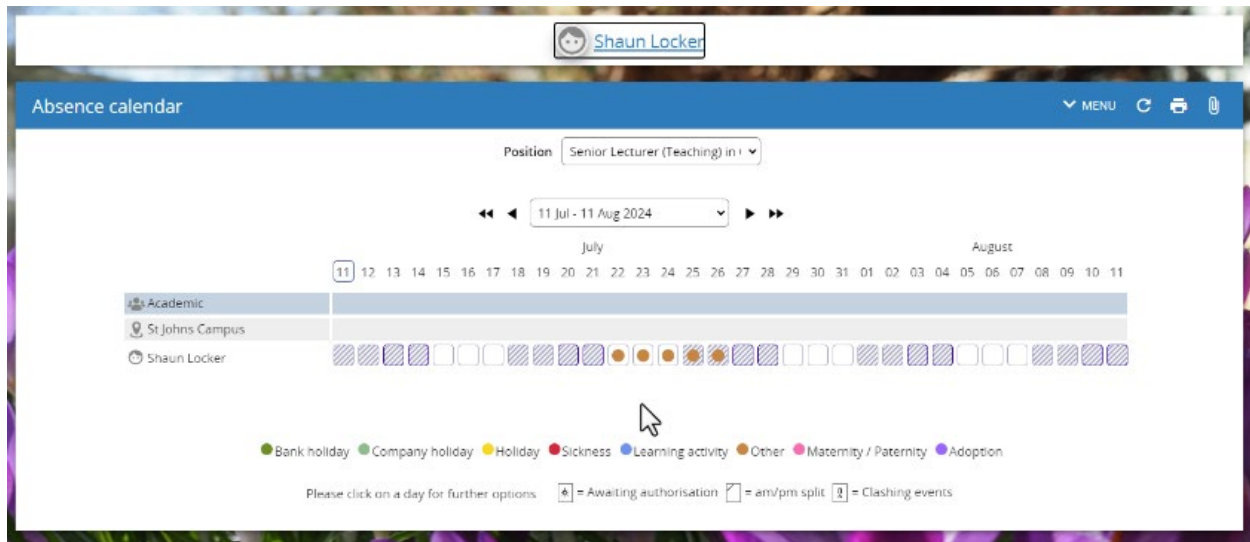 Shaun Locker
Absence calendar
MENU
Position Senior Lecturer (Teaching) in
11 Jul - 11 Aug 2024
July August
11 12 13 14 15 16 17 18 19 20 21 22 23 24 25 26 27 28 29 30 31 01 02 03 04 05 06 07 08 09 10 11
Academic
St Johns Campus
Shaun Locker
Bank holiday Company holiday Holiday Sickness Learning activity Other Maternity / Paternity Adoption
Please click on a day for further options = Awaiting authorisation = am/pm split = Clashing events